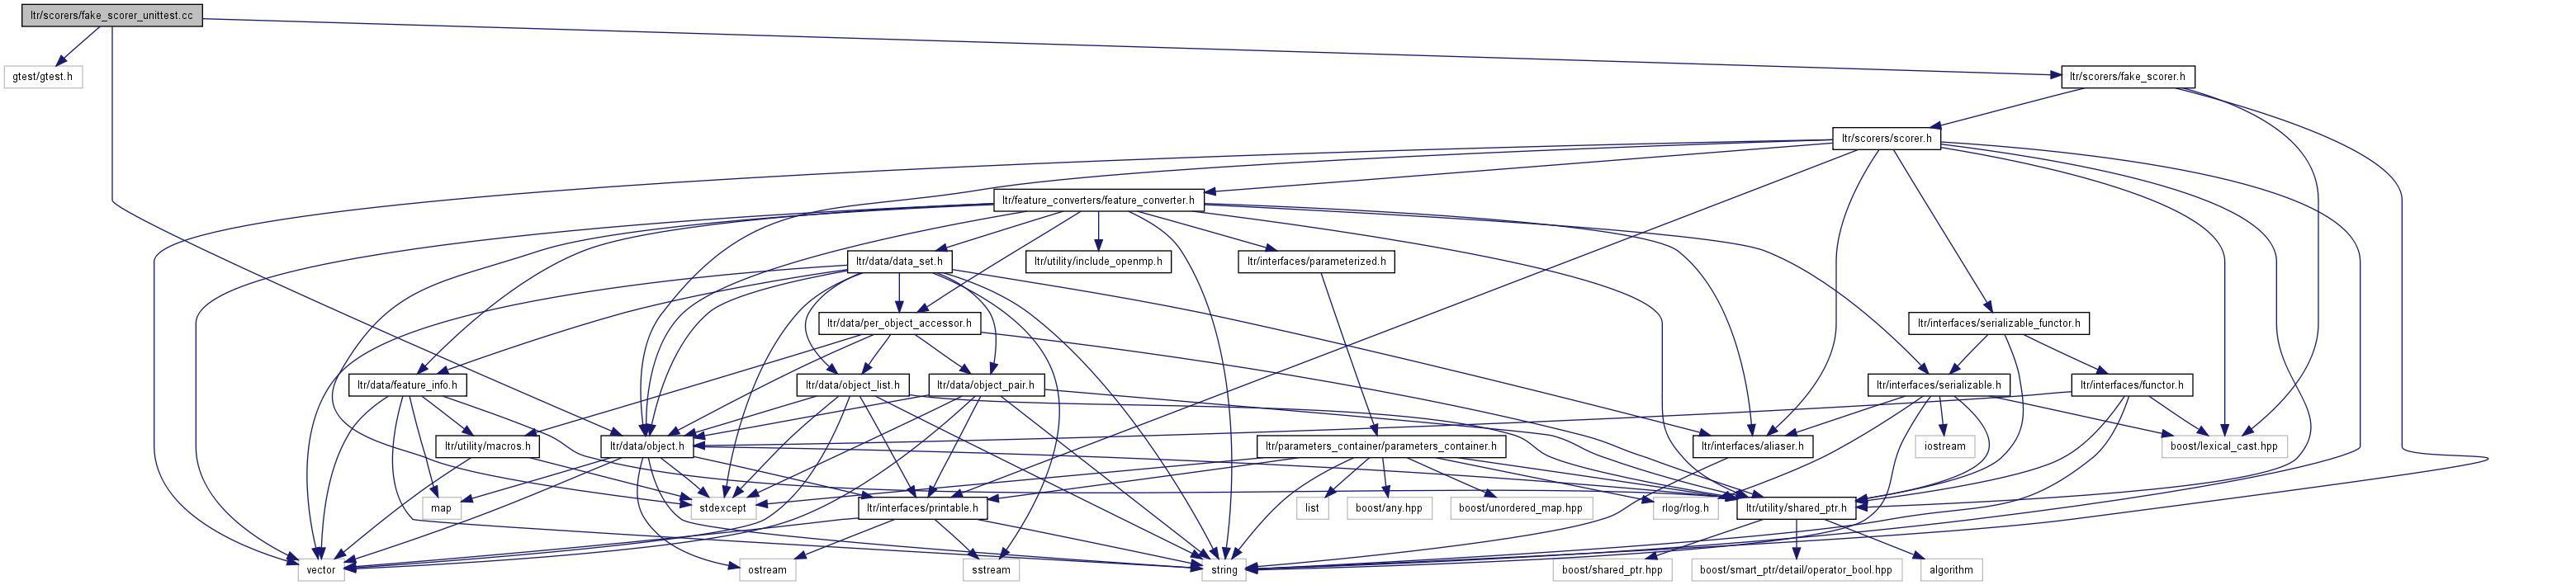 ltr/scorers/fake_scorer_unittest.cc
gtest/gtest.h
ltr/scorers/fake_scorer.h
ltr/scorers/scorer.h
ltr/feature_converters/feature_converter.h
ltr/data/data_set.h
ltr/utility/include_openmp.h
ltr/interfaces/parameterized.h
ltr/data/per_object_accessor.h
ltr/interfaces/serializable_functor.h
ltr/data/feature_info.h
ltr/data/object_list.h
ltr/data/object_pair.h
ltr/interfaces/serializable.h
ltr/interfaces/functor.h
ltr/utility/macros.h
ltr/data/object.h
ltr/parameters_container/parameters_container.h
ltr/interfaces/aliaser.h
iostream
boost/lexical_cast.hpp
map
stdexcept
ltr/interfaces/printable.h
list
boost/any.hpp
boost/unordered_map.hpp
rlog/rlog.h
ltr/utility/shared_ptr.h
vector
ostream
sstream
string
boost/shared_ptr.hpp
boost/smart_ptr/detail/operator_bool.hpp
algorithm